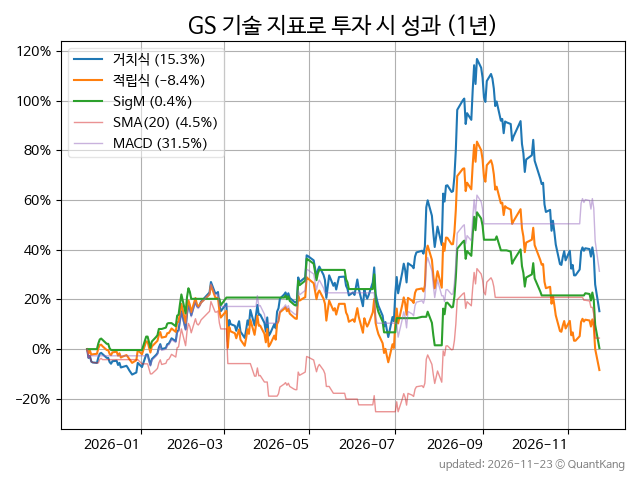 GS 기술 지표로 투자 시 성과 (1년)
120%
100%
80%
60%
40%
20%
0%
−20%
거치식 (15.3%)
적립식 (−8.4%)
SigM (0.4%)
SMA(20) (4.5%)
MACD (31.5%)
2026-01
2026-03
2026-05
2026-07
2026-09
2026-11
updated: 2026-11-23 © QuantKang